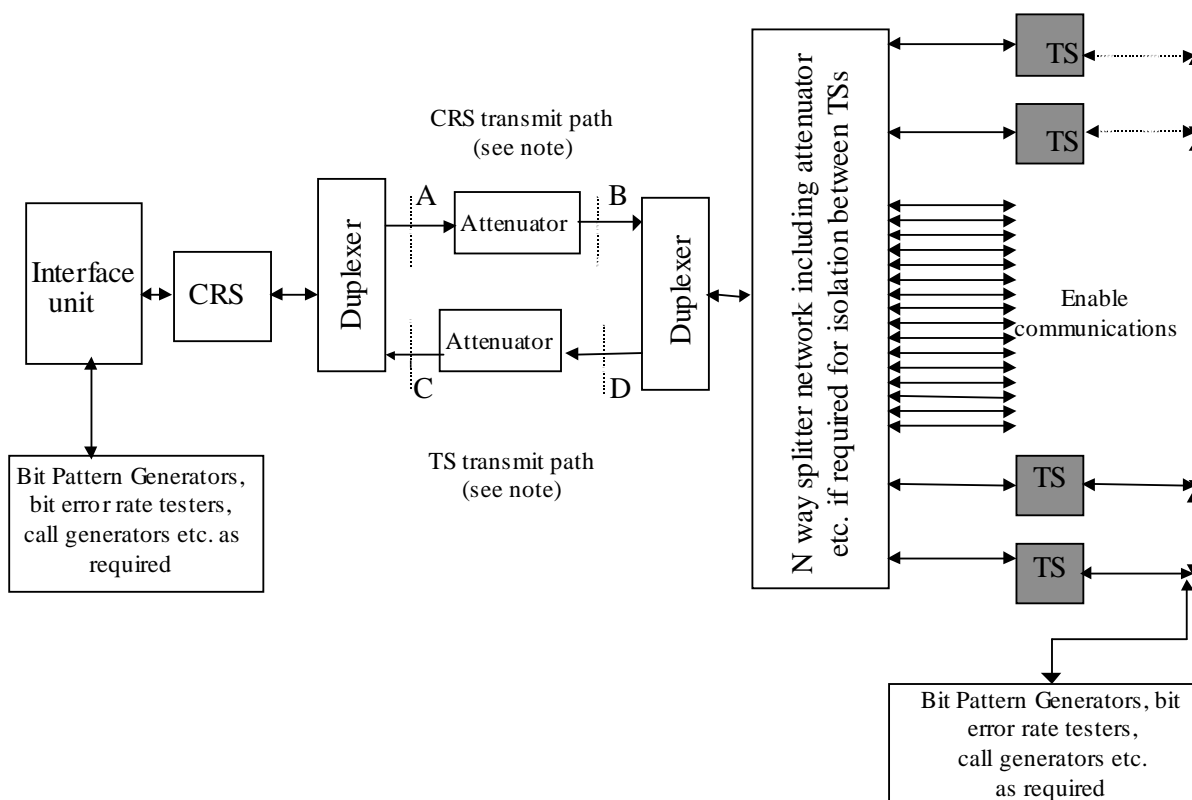 CRS transmit path
(see note)
Interface
unit
CRS
Duplexer
A
Attenuator
B
Attenuator
C
D
Duplexer
TS transmit path
(see note)
N way splitter network including attenuator
etc. if required for isolation between TSs
TS
TS
Enable
communications
TS
TS
Bit Pattern Generators,
bit error rate testers,
call generators etc. as
required
Bit Pattern Generators, bit
error rate testers,
call generators etc.
as required